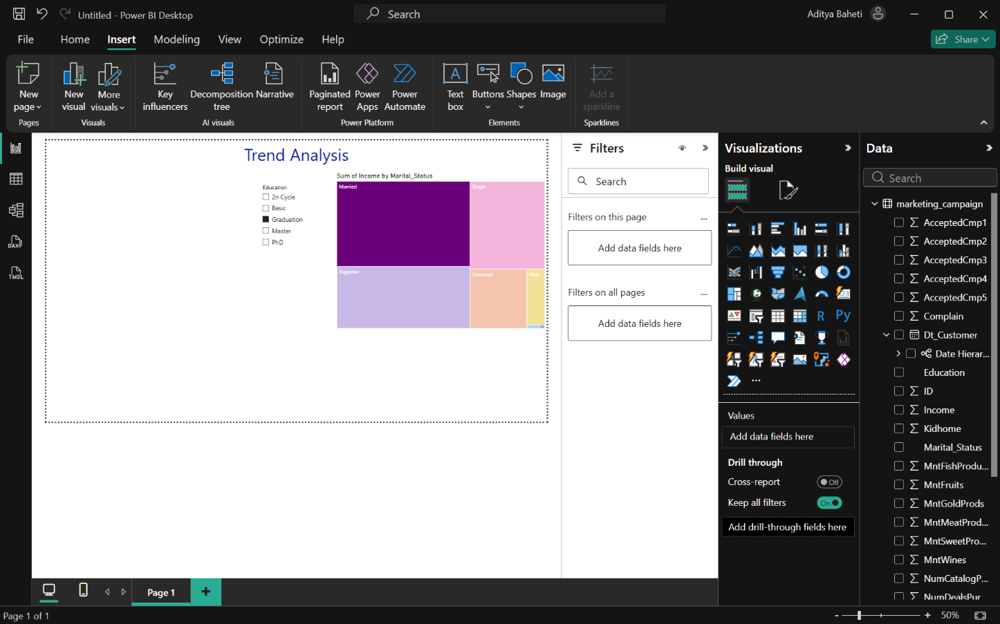 Untitled - Power BI Desktop
Search
Aditya Baheti
File
Home
Insert
Modeling
View
Optimize
Help
Share
New page
Pages
New visual
More visuals
Visuals
Key influencers
Decomposition tree
Narrative
AI visuals
Paginated report
Power Apps
Power Automate
Power Platform
Text box
Buttons
Shapes
Image
Elements
Add a sparkline
Sparklines
Trend Analysis
Education
2n Cycle
Basic
Graduation
Master
PhD
Sum of Income by Marital_Status
Married
Single
Together
Divorced
Wid...
Filters
Search
Filters on this page
...
Add data fields here
Filters on all pages
...
Add data fields here
Visualizations
Build visual
123
R
Py
...
Values
Add data fields here
Drill through
Cross-report
Off
Keep all filters
On
Add drill-through fields here
Data
Search
marketing_campaign
AcceptedCmp1
AcceptedCmp2
AcceptedCmp3
AcceptedCmp4
AcceptedCmp5
Complain
Dt_Customer
Date Hierar...
Education
ID
Income
Kidhome
Marital_Status
MntFishProdu...
MntFruits
MntGoldProds
MntMeatProd...
MntSweetPro...
MntWines
NumCatalogP...
NumDealsPur
DAX
TMDL
Page 1
+
Page 1 of 1
- + 50%